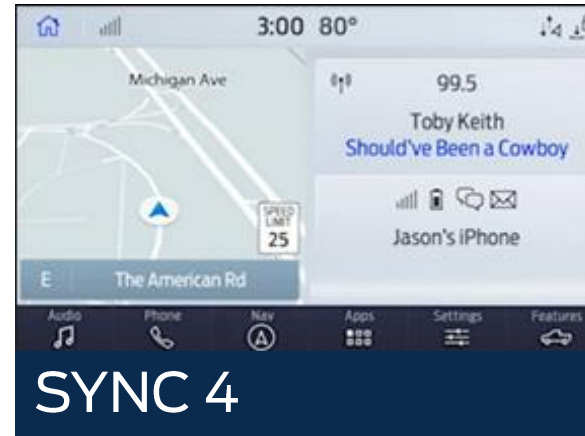 3:00 80°
Michigan Ave
99.5
Toby Keith
Should've Been a Cowboy
SPEED
LIMIT
25
Jason's iPhone
E The American Rd
Audio Phone Nav Apps Settings Features
SYNC 4